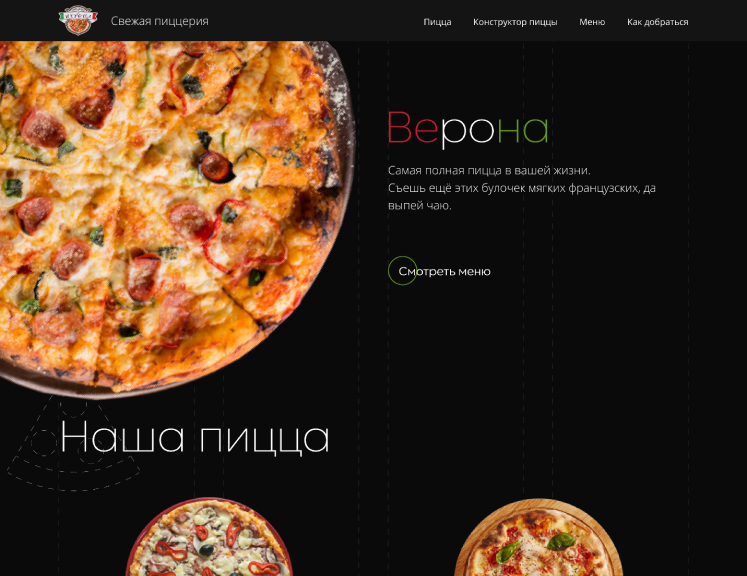 Свежая пиццерия
Пицца Конструктор пиццы Меню Как добраться
Верона
Самая полная пицца в вашей жизни.
Съешь ещё этих булочек мягких французских, да
выпей чаю.
Смотреть меню
Наша пицца